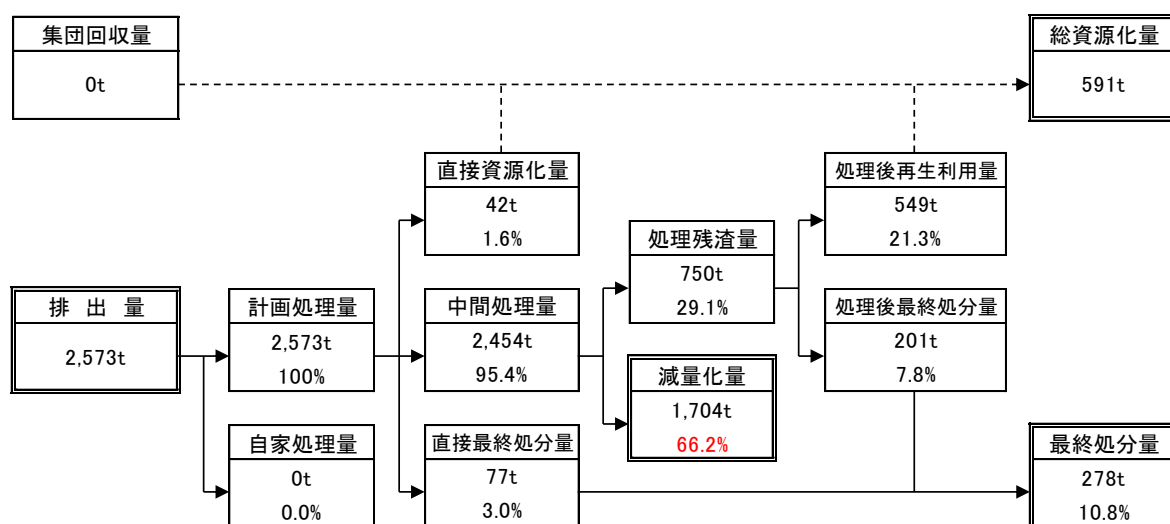 集団回収量
0t
総資源化量
591t
直接資源化量
42t
1.6%
処理後再生利用量
549t
21.3%
処理残渣量
750t
29.1%
排 出 量
2,573t
計画処理量
2,573t
100%
中間処理量
2,454t
95.4%
処理後最終処分量
201t
7.8%
減量化量
1,704t
66.2%
自家処理量
0t
0.0%
直接最終処分量
77t
3.0%
最終処分量
278t
10.8%